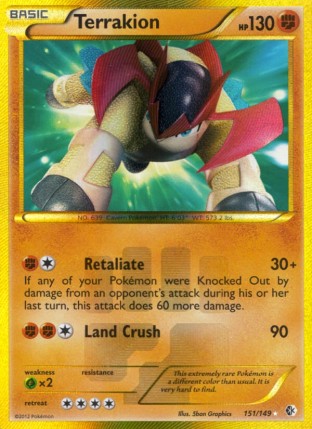 BASIC
Terrakion
HP 130
NO. 639 Cavern Pokémon HT: 6'03" WT: 573.2 lbs.
Retaliate 30+
If any of your Pokémon were Knocked Out by
damage from an opponent's attack during his or her
last turn, this attack does 60 more damage.
Land Crush 90
weakness
×2
resistance
retreat
This extremely rare Pokémon is
a different color than usual. It is
very hard to find.
Illus. 5ban Graphics
151/149
©2012 Pokémon